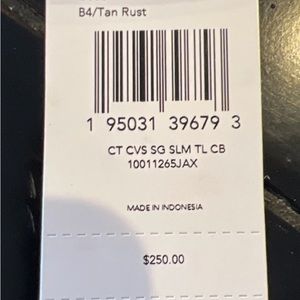 B4/Tan Rust
1 95031 39679 3
CT CVS SG SLM TL CB
10011265JAX
MADE IN INDONESIA
$250.00